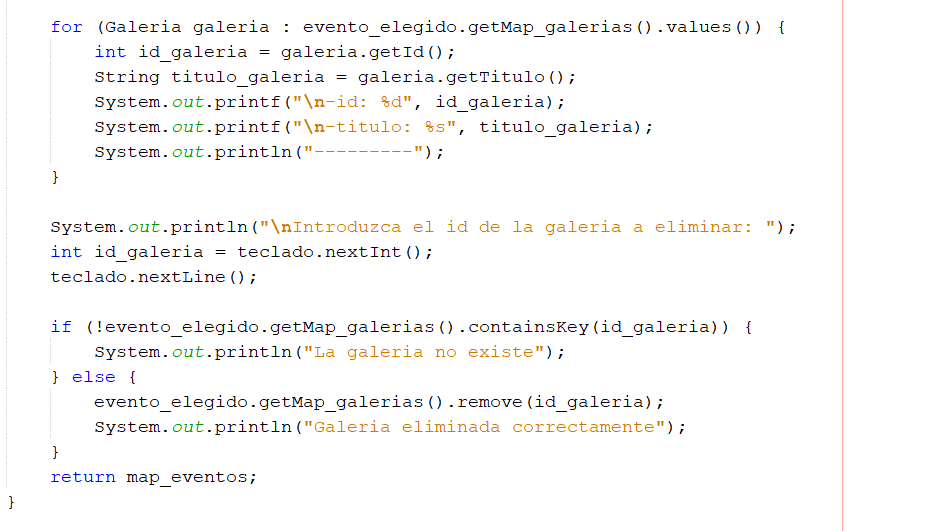 for (Galeria galeria : evento_elegido.getMap_galerias().values()) {
int id_galeria = galeria.getId();
String titulo_galeria = galeria.getTitulo();
System.out.printf("\n-id: %d", id_galeria);
System.out.printf("\n-titulo: %s", titulo_galeria);
System.out.println("---------");
}
System.out.println("\nIntroduzca el id de la galeria a eliminar: ");
int id_galeria = teclado.nextInt();
teclado.nextLine();
if (!evento_elegido.getMap_galerias().containsKey(id_galeria)) {
System.out.println("La galeria no existe");
} else {
evento_elegido.getMap_galerias().remove(id_galeria);
System.out.println("Galeria eliminada correctamente");
}
return map_eventos;
}